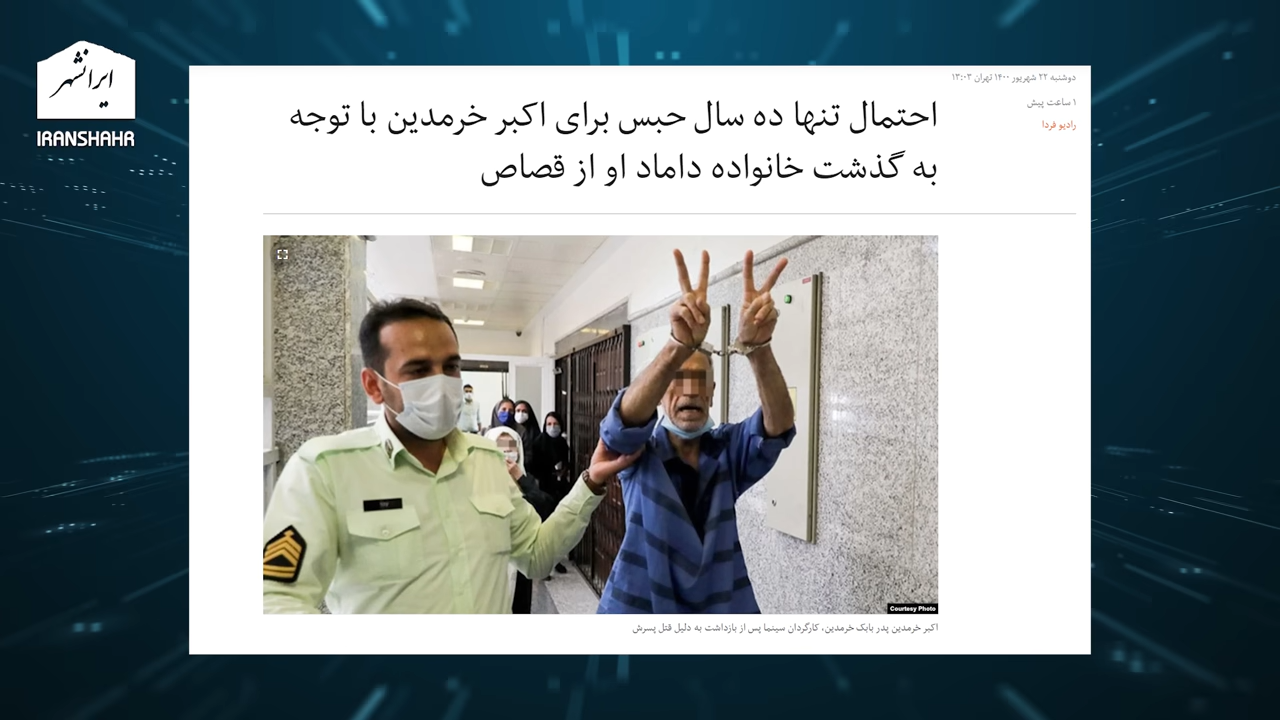 ایرانشهر
IRANSHAHR
دوشنبه ۲۲ شهریور ۱۴۰۰ تهران ۱۳:۰۳
۱ ساعت پیش
رادیو فردا
احتمال تنها ده سال حبس برای اکبر خرمدین با توجه
به گذشت خانواده داماد او از قصاص
Courtesy Photo
اکبر خرمدین پدر بابک خرمدین، کارگردان سینما پس از بازداشت به دلیل قتل پسرش